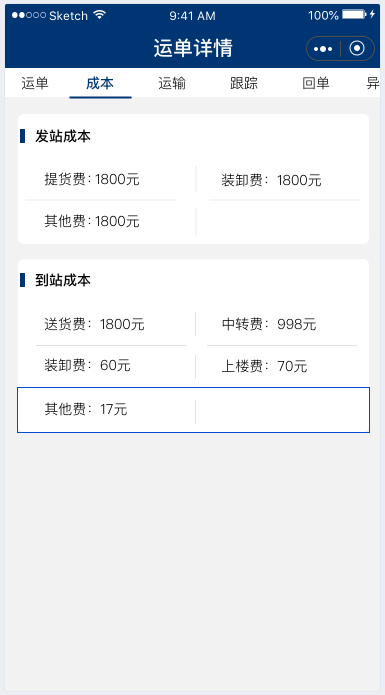 Sketch 9:41 AM 100%
运单详情
运单 成本 运输 跟踪 回单 异
发站成本
提货费：1800元 装卸费：1800元
其他费：1800元
到站成本
送货费：1800元 中转费：998元
装卸费：60元 上楼费：70元
其他费：17元